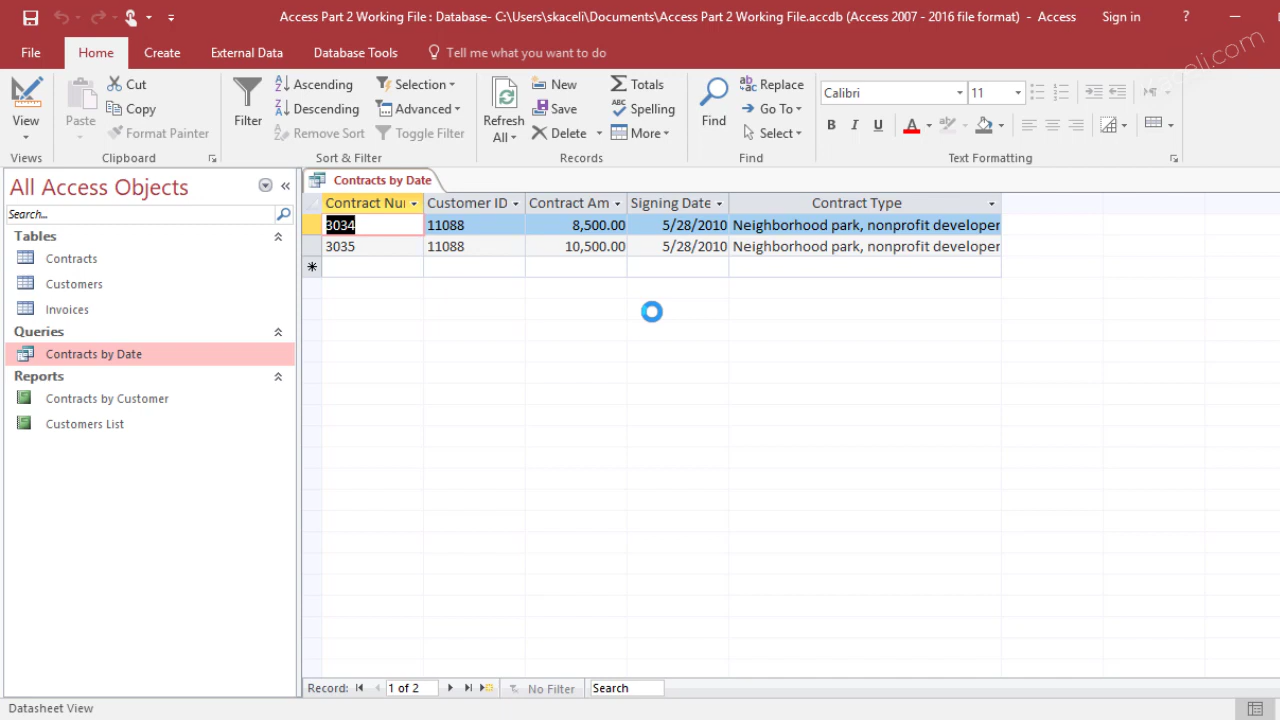 Access Part 2 Working File : Database- C:\Users\skaceli\Documents\Access Part 2 Working File.accdb (Access 2007 - 2016 file format) - Access
Sign in
?
File
Home
Create
External Data
Database Tools
Tell me what you want to do
View
Views
Paste
Cut
Copy
Format Painter
Clipboard
Filter
Ascending
Descending
Remove Sort
Selection
Advanced
Toggle Filter
Sort & Filter
Refresh
All
New
Save
Delete
Totals
Spelling
More
Records
Find
Replace
Go To
Select
Find
Calibri
11
B I U
Text Formatting
All Access Objects
Search...
Tables
Contracts
Customers
Invoices
Queries
Contracts by Date
Reports
Contracts by Customer
Customers List
Contracts by Date
Contract Nu Customer ID Contract Am Signing Date Contract Type
3034 11088 8,500.00 5/28/2010 Neighborhood park, nonprofit developer
3035 11088 10,500.00 5/28/2010 Neighborhood park, nonprofit developer
Record: 1 of 2 No Filter Search
Datasheet View